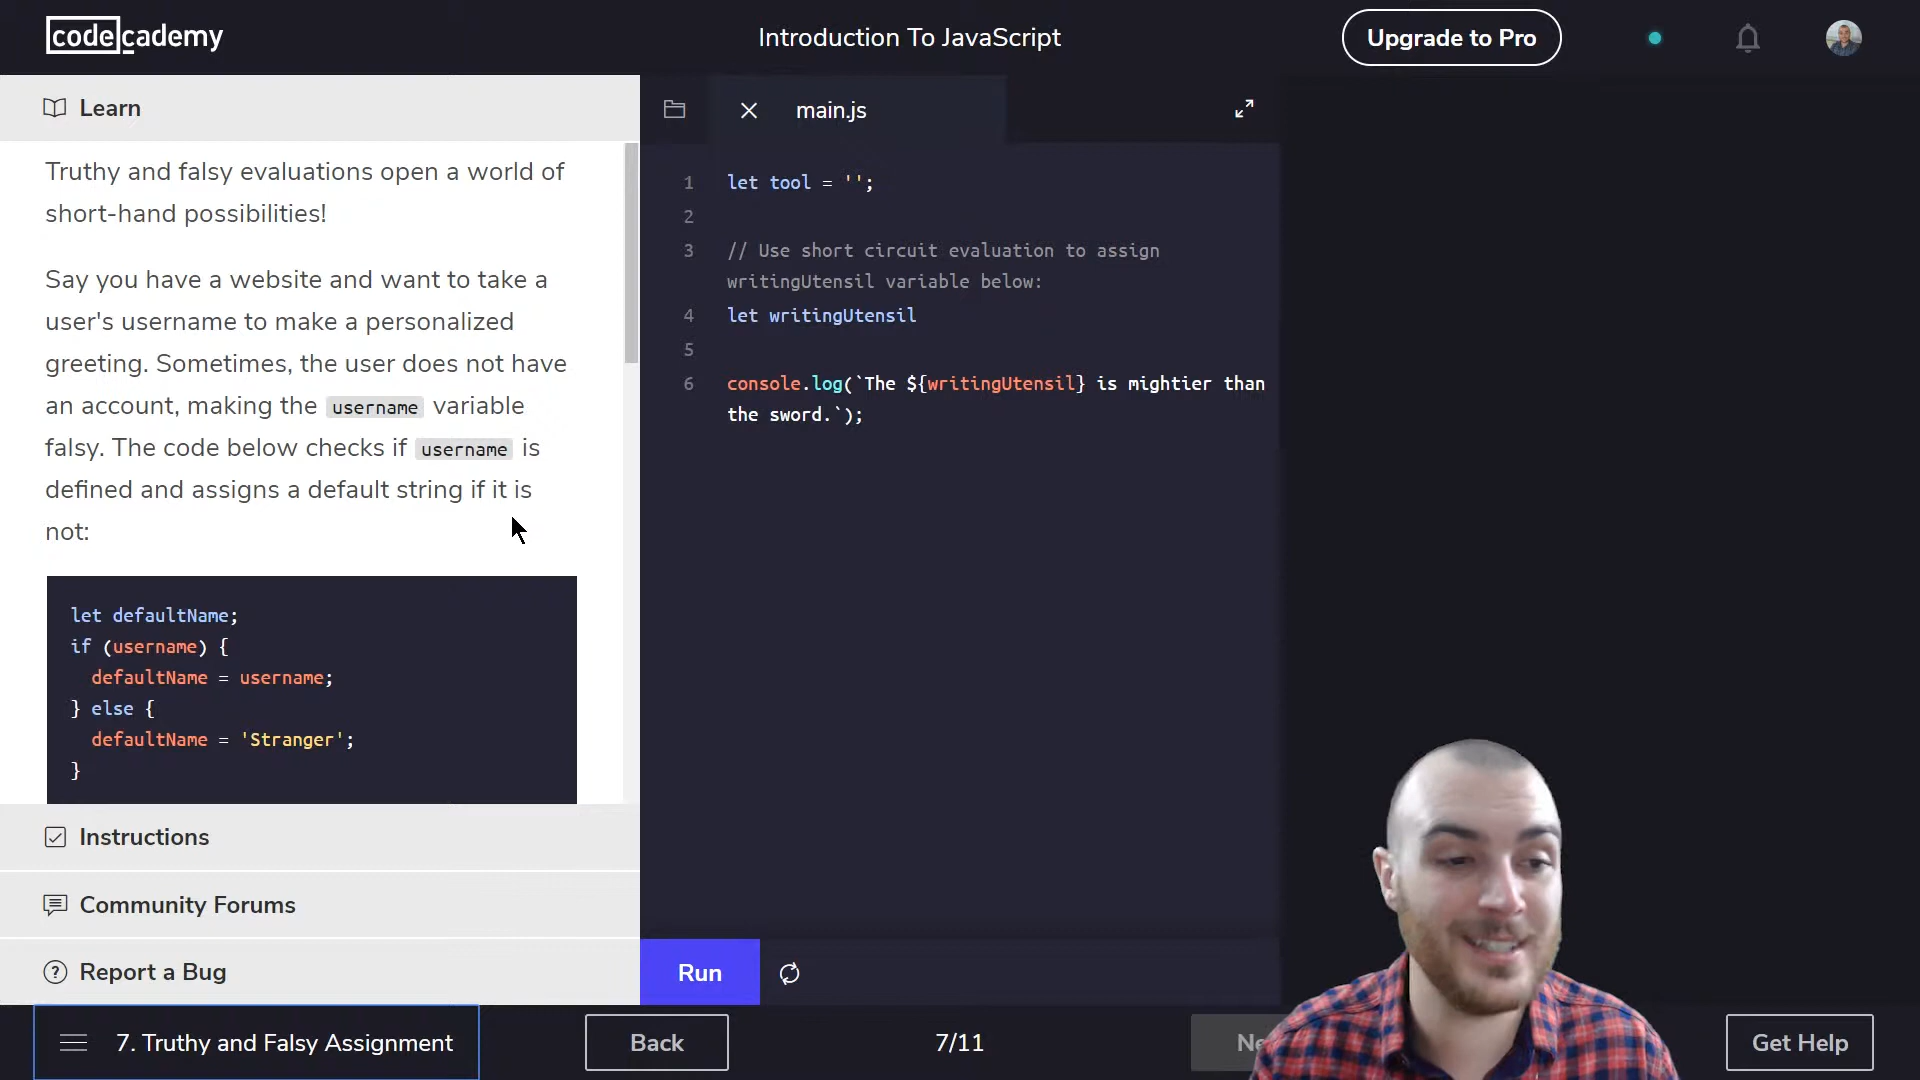 codecademy
Introduction To JavaScript
Upgrade to Pro
Learn
Truthy and falsy evaluations open a world of
short-hand possibilities!
Say you have a website and want to take a
user's username to make a personalized
greeting. Sometimes, the user does not have
an account, making the username variable
falsy. The code below checks if username is
defined and assigns a default string if it is
not:
let defaultName;
if (username) {
defaultName = username;
} else {
defaultName = 'Stranger';
}
Instructions
Community Forums
? Report a Bug
main.js
1 let tool = '';
2
3 // Use short circuit evaluation to assign
writingUtensil variable below:
4 let writingUtensil
5
6 console.log(`The ${writingUtensil} is mightier than
the sword.`);
Run
7. Truthy and Falsy Assignment
Back
7/11
Ne
Get Help